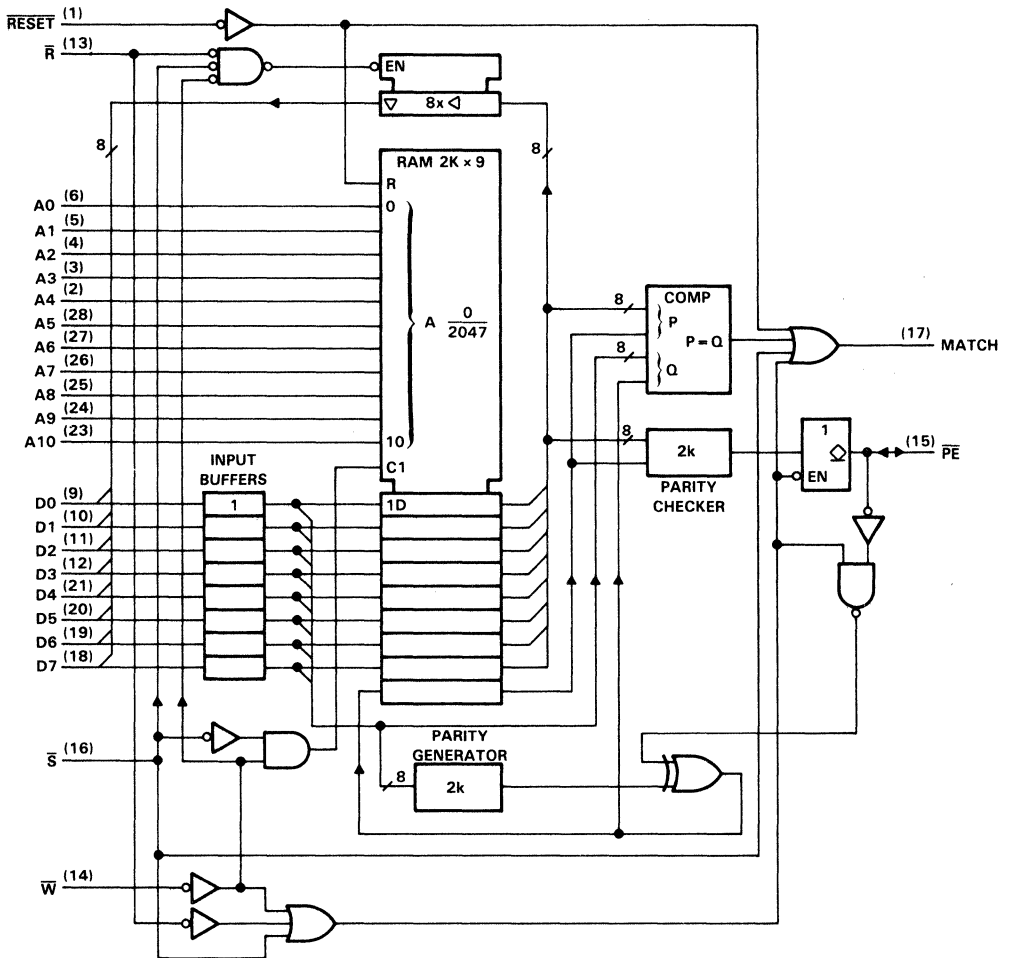 RESET (1)
R (13)
EN
8x
8
8
RAM 2K × 9
R
A0 (6)
0
A1 (5)
A2 (4)
A3 (3)
A4 (2)
A5 (28)
A6 (27)
A7 (26)
A8 (25)
A9 (24)
A10 (23)
10
A 0/2047
C1
COMP
8
P
P = Q
8
Q
(17) MATCH
8
2k
PARITY
CHECKER
1
EN
(15) PE
INPUT
BUFFERS
D0 (9)
1
1D
D1 (10)
D2 (11)
D3 (12)
D4 (21)
D5 (20)
D6 (19)
D7 (18)
PARITY
GENERATOR
8
2k
S (16)
W (14)